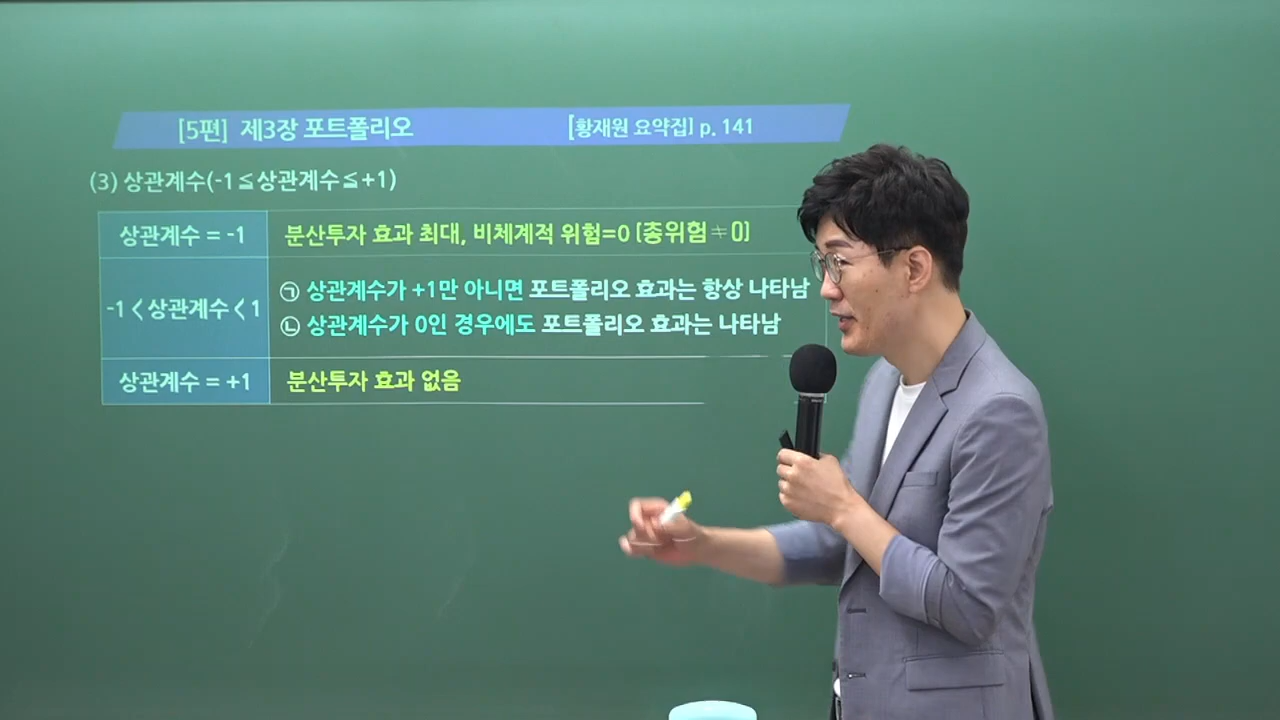 [5편] 제3장 포트폴리오 [황재원 요약집] p. 141
(3) 상관계수(-1≦상관계수≦+1)
상관계수 = -1 분산투자 효과 최대, 비체계적 위험=0 (총위험≠0)
-1 < 상관계수 < 1
㉠ 상관계수가 +1만 아니면 포트폴리오 효과는 항상 나타남
㉡ 상관계수가 0인 경우에도 포트폴리오 효과는 나타남
상관계수 = +1 분산투자 효과 없음